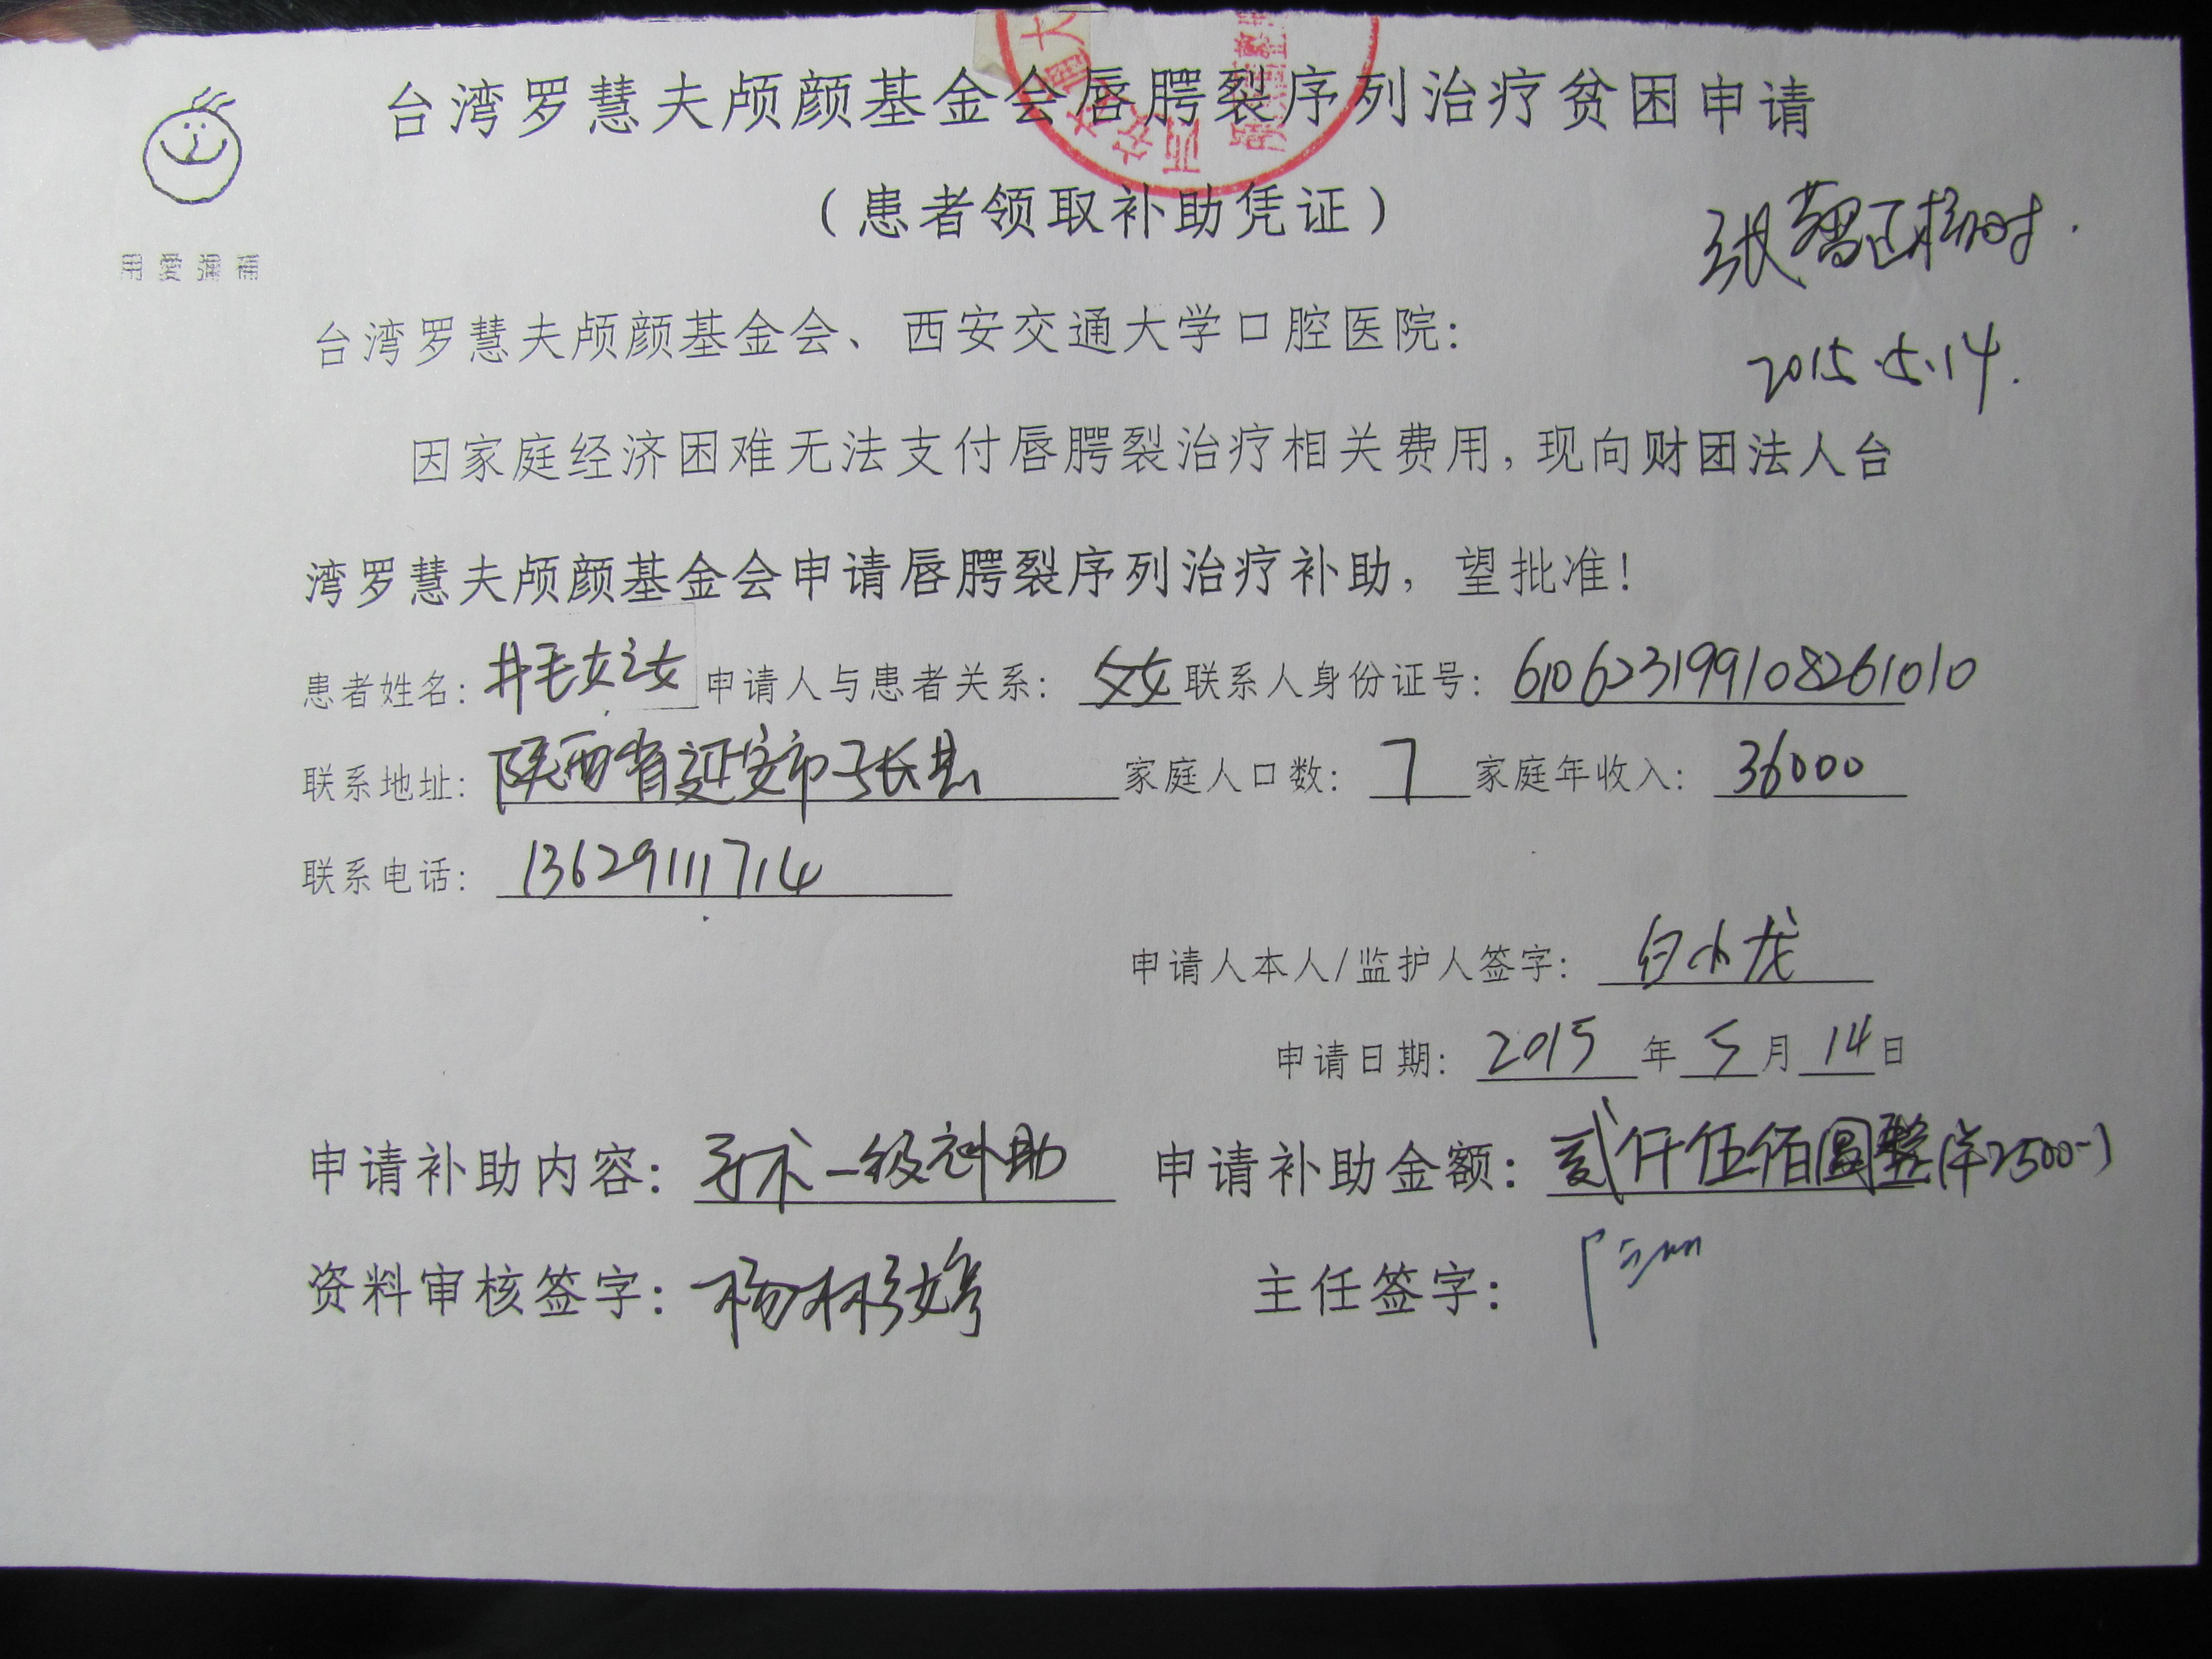 台湾罗慧夫颅颜基金会唇腭裂序列治疗贫困申请
（患者领取补助凭证）
用愛彌補
2015.5.14.
台湾罗慧夫颅颜基金会、西安交通大学口腔医院：
因家庭经济困难无法支付唇腭裂治疗相关费用，现向财团法人台
湾罗慧夫颅颜基金会申请唇腭裂序列治疗补助，望批准！
患者姓名：井毛女之女 申请人与患者关系：父女 联系人身份证号：610623199108261010
联系地址：陕西省延安市子长县 家庭人口数：7 家庭年收入：36000
联系电话：13629111714
申请人本人/监护人签字：白小龙
申请日期：2015 年 5 月 14 日
申请补助内容：手术一级补助 申请补助金额：贰仟伍佰圆整(¥2500-)
资料审核签字：杨 婷 主任签字：